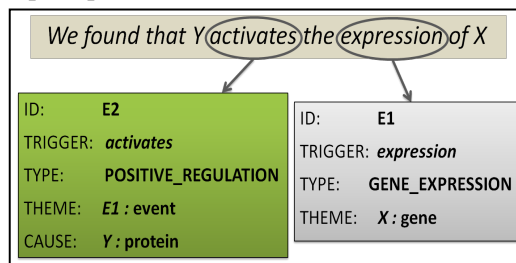 We found that Y activates the expression of X
ID: E2
TRIGGER: activates
TYPE: POSITIVE_REGULATION
THEME: E1 : event
CAUSE: Y : protein
ID: E1
TRIGGER: expression
TYPE: GENE_EXPRESSION
THEME: X : gene